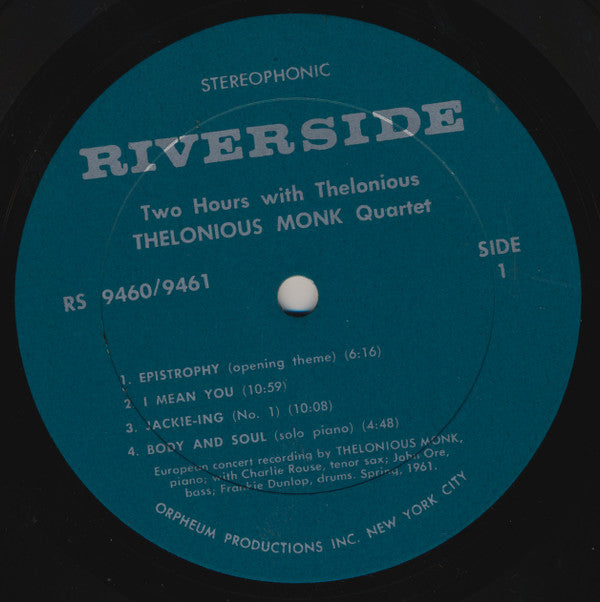 STEREOPHONIC
RIVERSIDE
Two Hours with Thelonious
THELONIOUS MONK Quartet
RS 9460/9461
SIDE
1
1. EPISTROPHY (opening theme) (6:16)
2. I MEAN YOU (10:59)
3. JACKIE-ING (No. 1) (10:08)
4. BODY AND SOUL (solo piano) (4:48)
European concert recording by THELONIOUS MONK,
piano; with Charlie Rouse, tenor sax; John Ore,
bass; Frankie Dunlop, drums. Spring, 1961.
ORPHEUM PRODUCTIONS INC. NEW YORK CITY